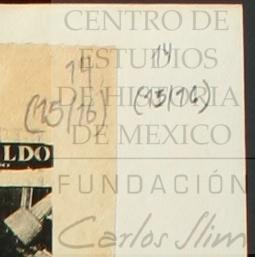 CENTRO DE
ESTUDIOS
14 14
DE HISTORIA
(15/16) (15/16)
DE MEXICO
LDO
FUNDACIÓN
Carlos Slim